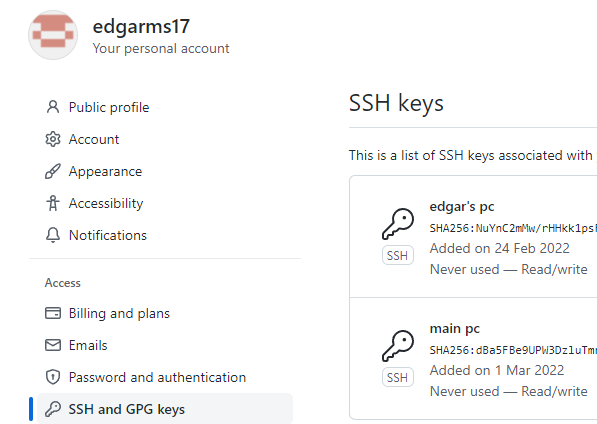 edgarms17
Your personal account
Public profile
Account
Appearance
Accessibility
Notifications
Access
Billing and plans
Emails
Password and authentication
SSH and GPG keys
SSH keys
This is a list of SSH keys associated with
edgar's pc
SHA256:NuYnC2mMw/rHHkk1psF
Added on 24 Feb 2022
Never used — Read/write
SSH
main pc
SHA256:dBa5FBe9UPW3DzluTmr
Added on 1 Mar 2022
Never used — Read/write
SSH